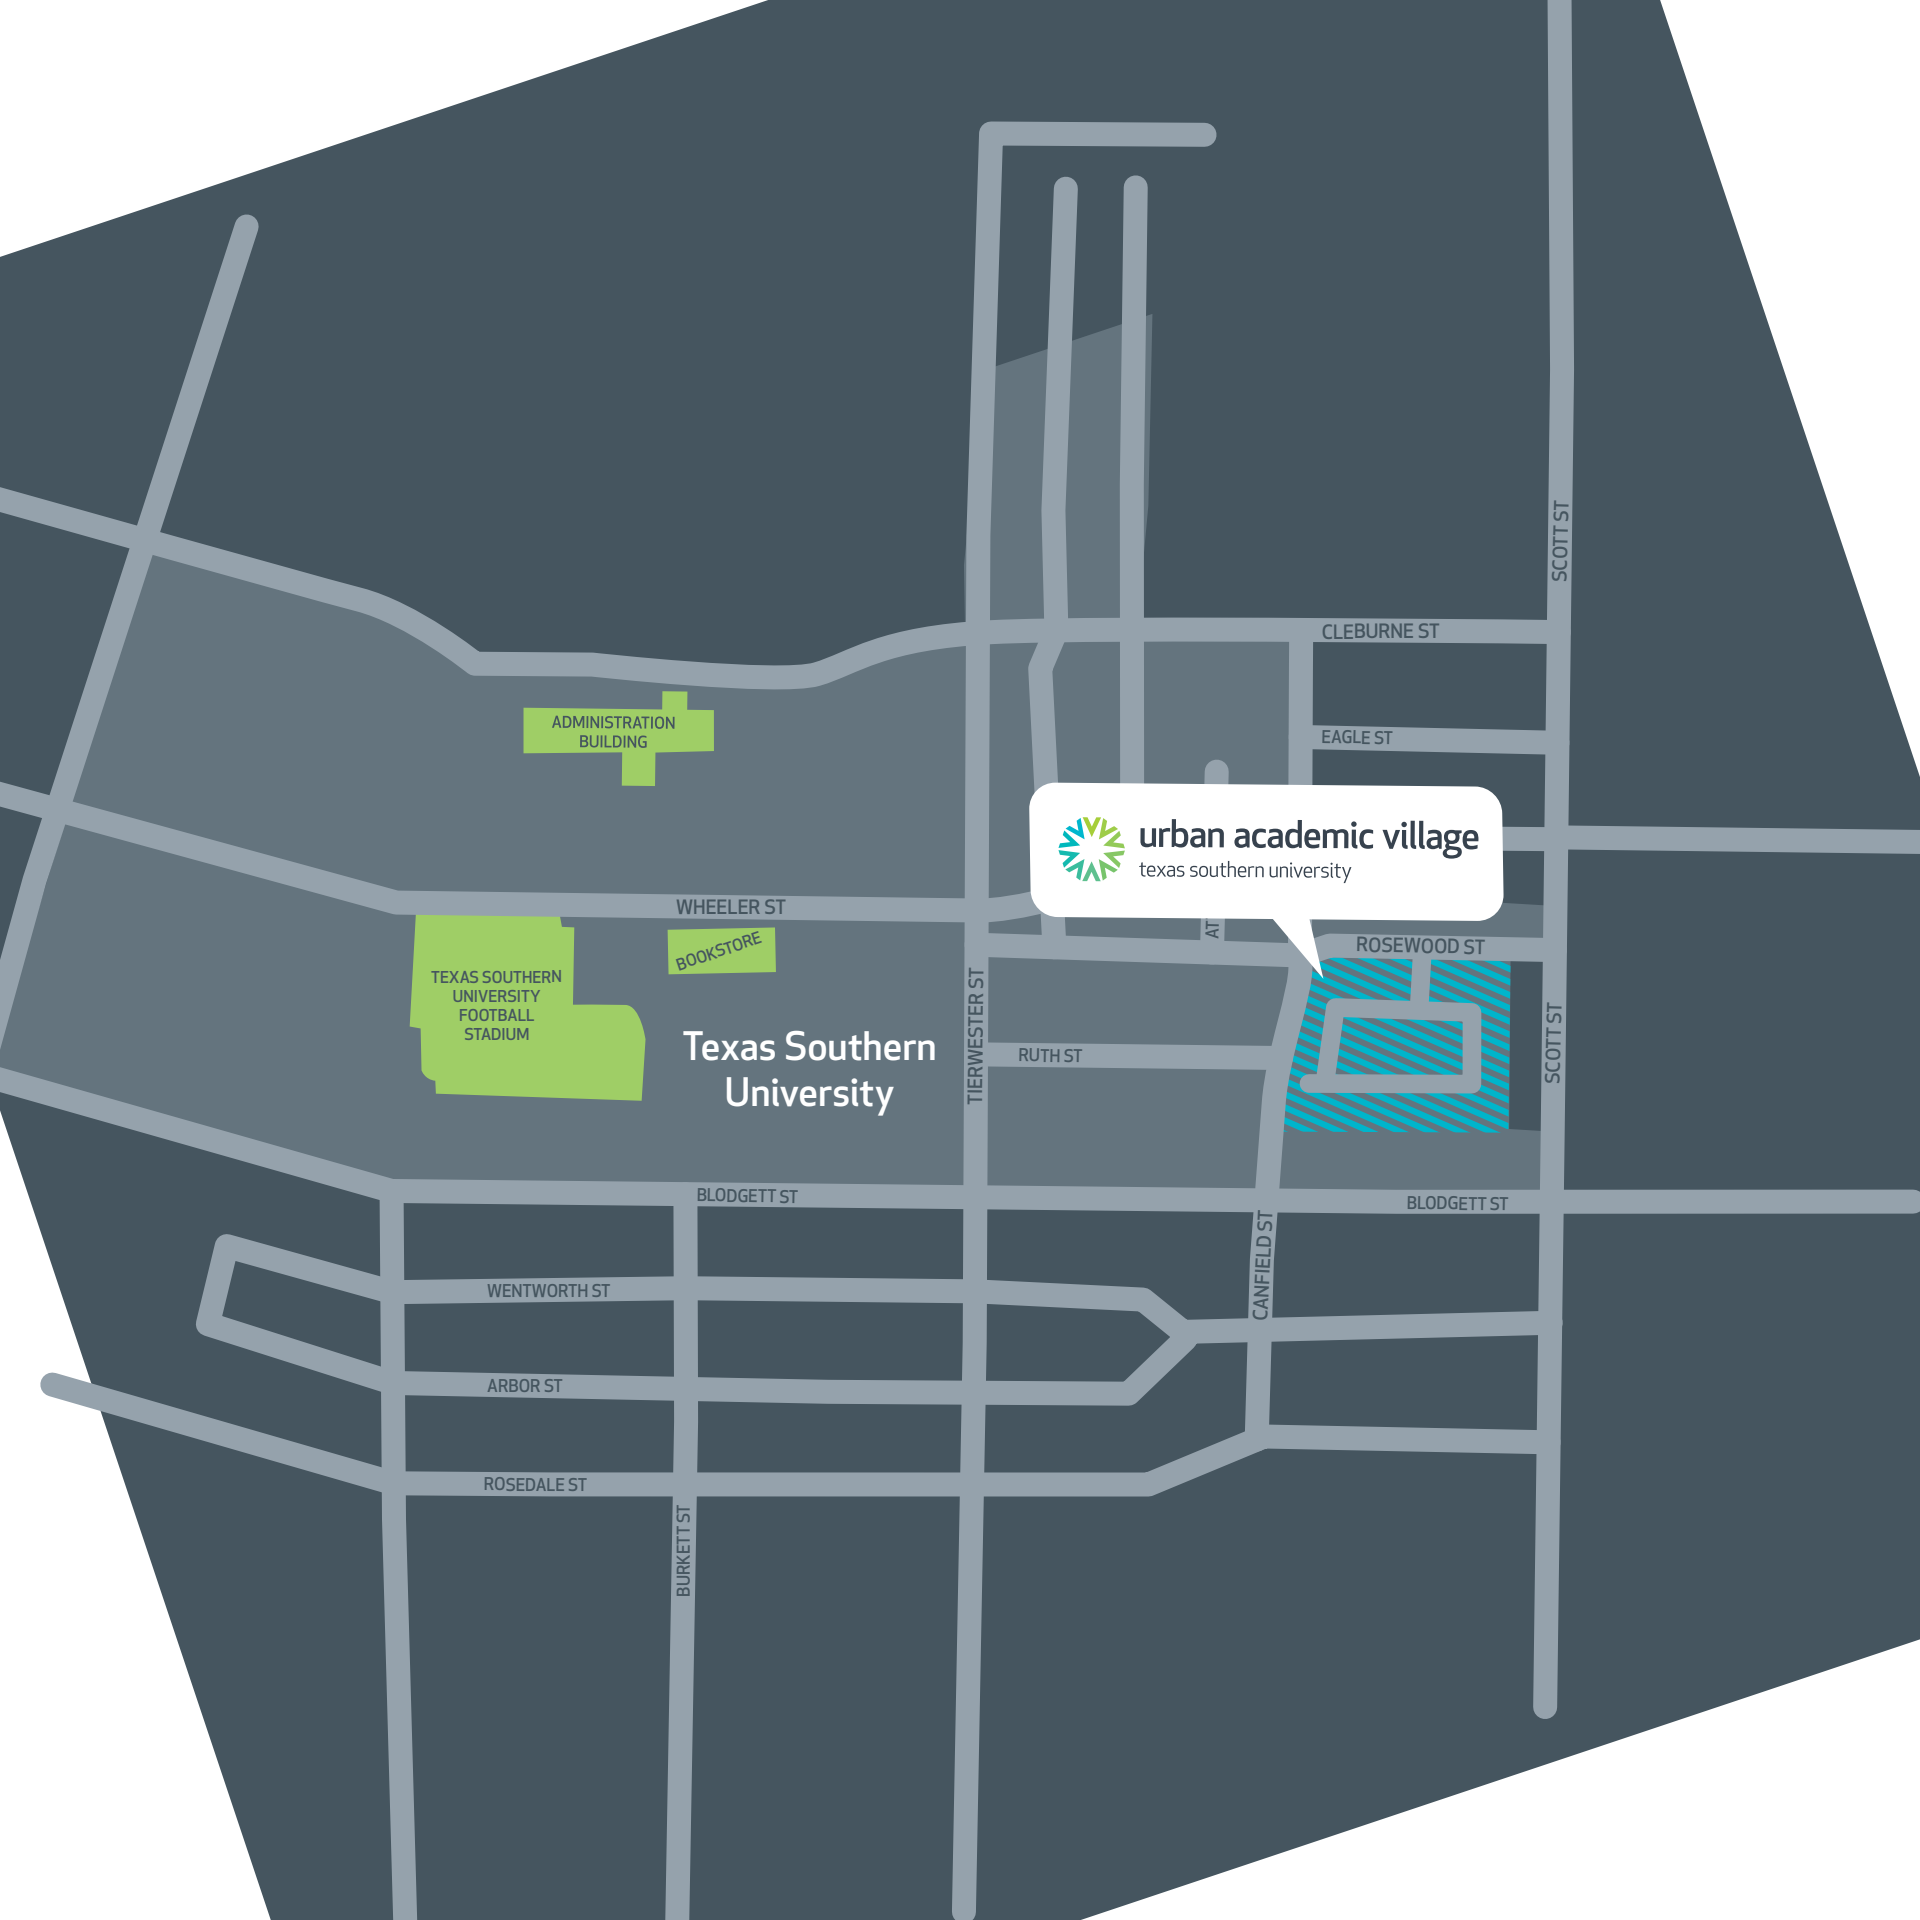 SCOTT ST
CLEBURNE ST
ADMINISTRATION
BUILDING
EAGLE ST
urban academic village
texas southern university
WHEELER ST
AT
BOOKSTORE
ROSEWOOD ST
TEXAS SOUTHERN
UNIVERSITY
FOOTBALL
STADIUM
Texas Southern
University
TIERWESTER ST
RUTH ST
SCOTT ST
BLODGETT ST
BLODGETT ST
CANFIELD ST
WENTWORTH ST
ARBOR ST
ROSEDALE ST
BURKETT ST